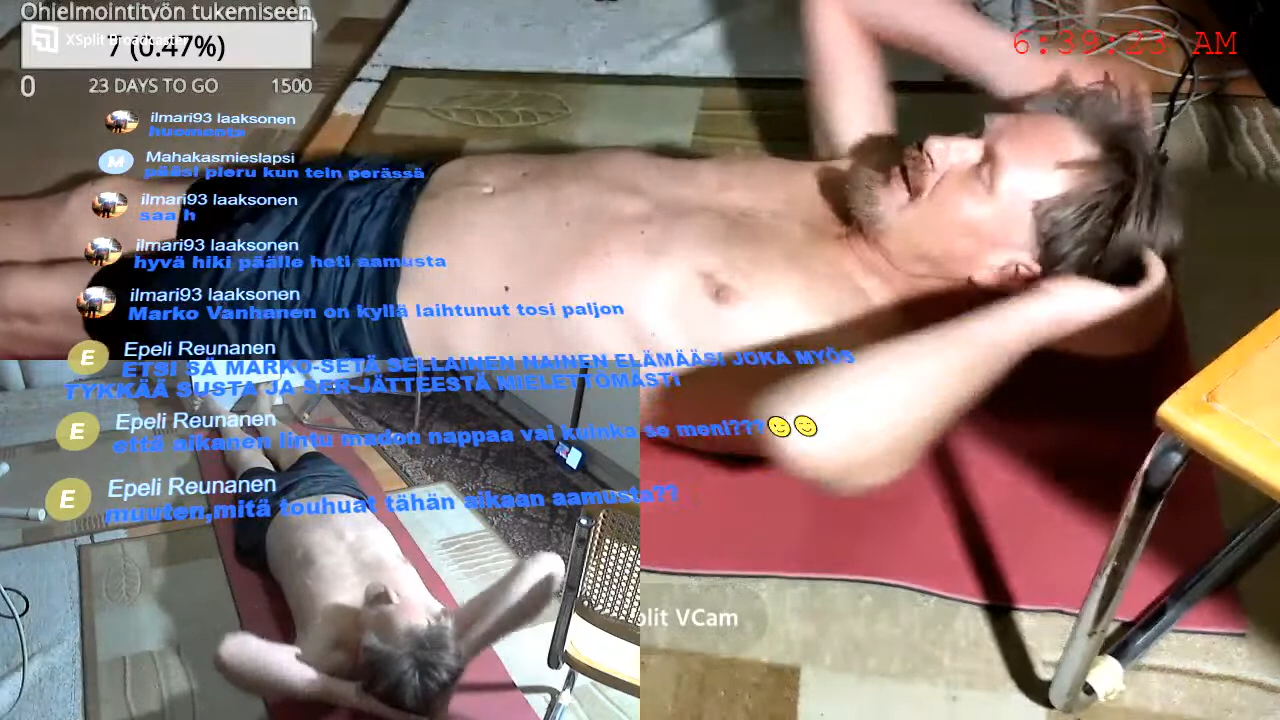 Ohjelmointityön tukemiseen
XSplit Broadcaster
7 (0.47%)
6:39:23 AM
0 23 DAYS TO GO 1500
ilmari93 laaksonen
huomenta
M
Mahakasmieslapsi
pääsi pieru kun tein perässä
ilmari93 laaksonen
saa h
ilmari93 laaksonen
hyvä hiki päälle heti aamusta
ilmari93 laaksonen
Marko Vanhanen on kyllä laihtunut tosi paljon
E
Epeli Reunanen
ETSI SÄ MARKO-SETÄ SELLAINEN NAINEN ELÄMÄÄSI JOKA MYÖS
TYKKÄÄ SUSTA JA SER-JÄTTEESTÄ MIELETTÖMÄSTI
E
Epeli Reunanen
että aikanen lintu madon nappaa vai kuinka se meni???
E
Epeli Reunanen
muuten,mitä touhuat tähän aikaan aamusta??
plit VCam